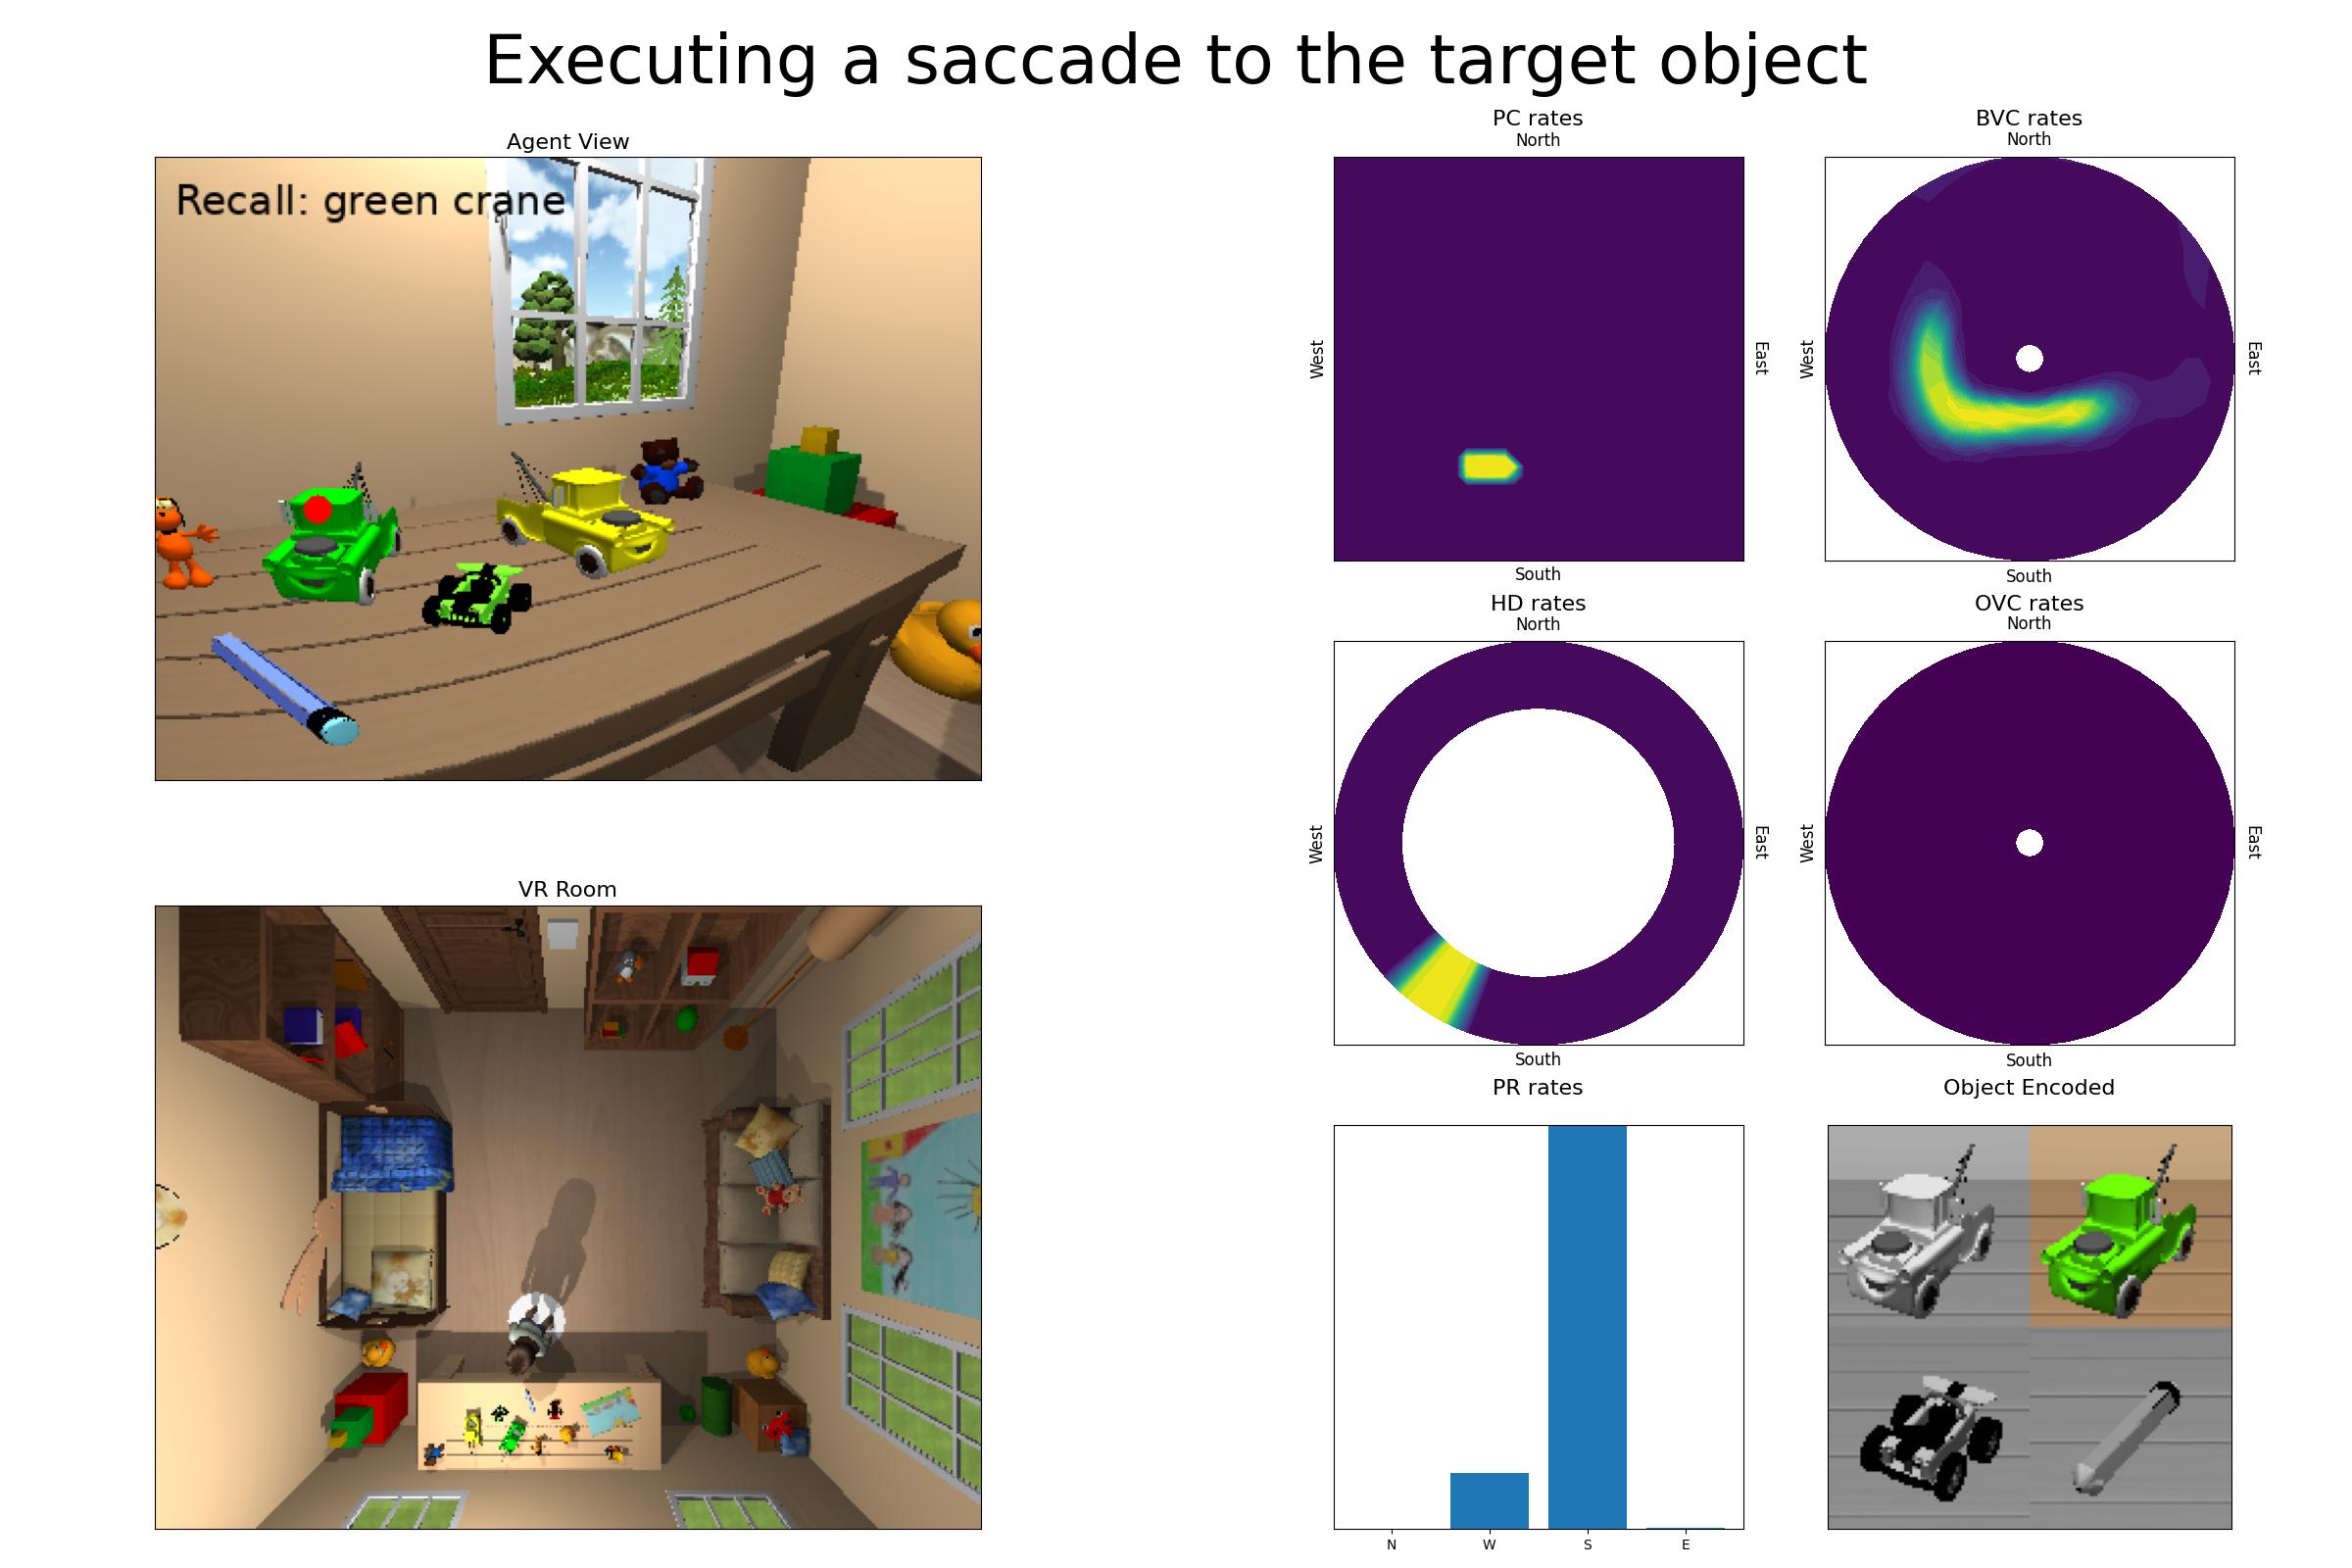 Executing a saccade to the target object
Agent View
Recall: green crane
PC rates
North
West
East
South
BVC rates
North
West
East
South
HD rates
North
West
East
South
OVC rates
North
West
East
South
VR Room
PR rates
N W S E
Object Encoded